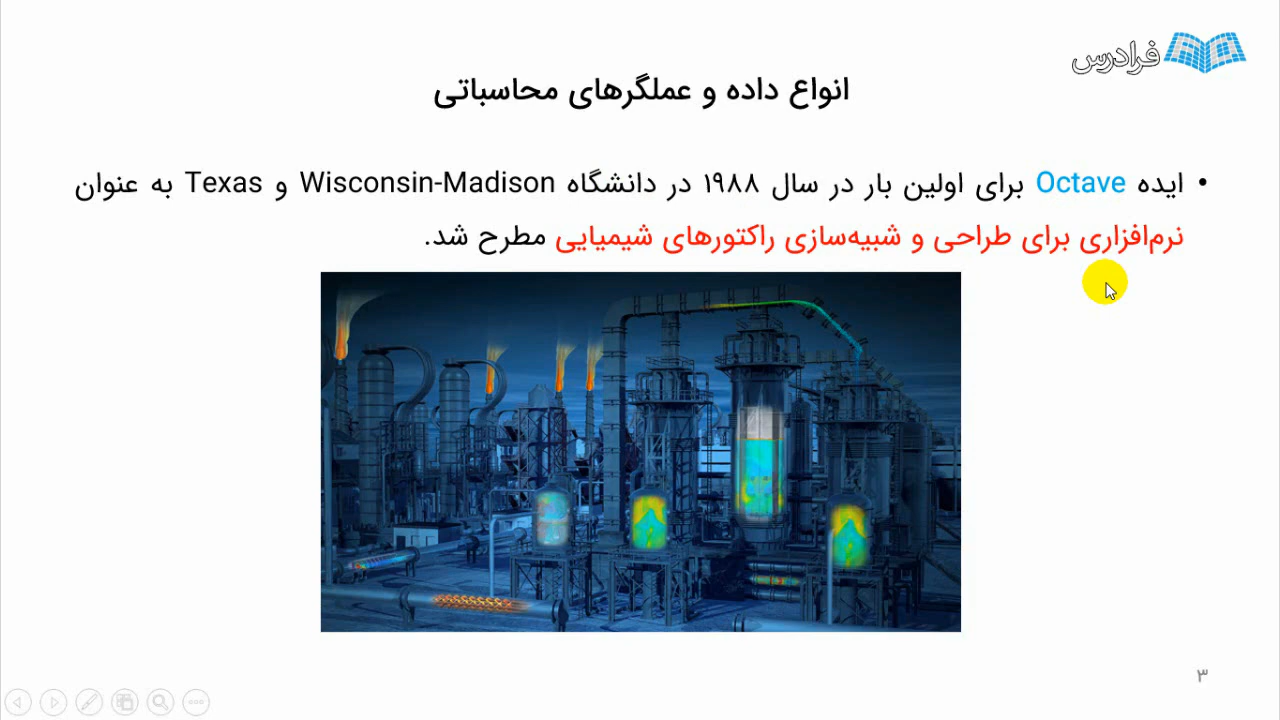 فرادرس
انواع داده و عملگرهای محاسباتی
• ایده Octave برای اولین بار در سال ۱۹۸۸ در دانشگاه Wisconsin-Madison و Texas به عنوان
نرم‌افزاری برای طراحی و شبیه‌سازی راکتورهای شیمیایی مطرح شد.
۳